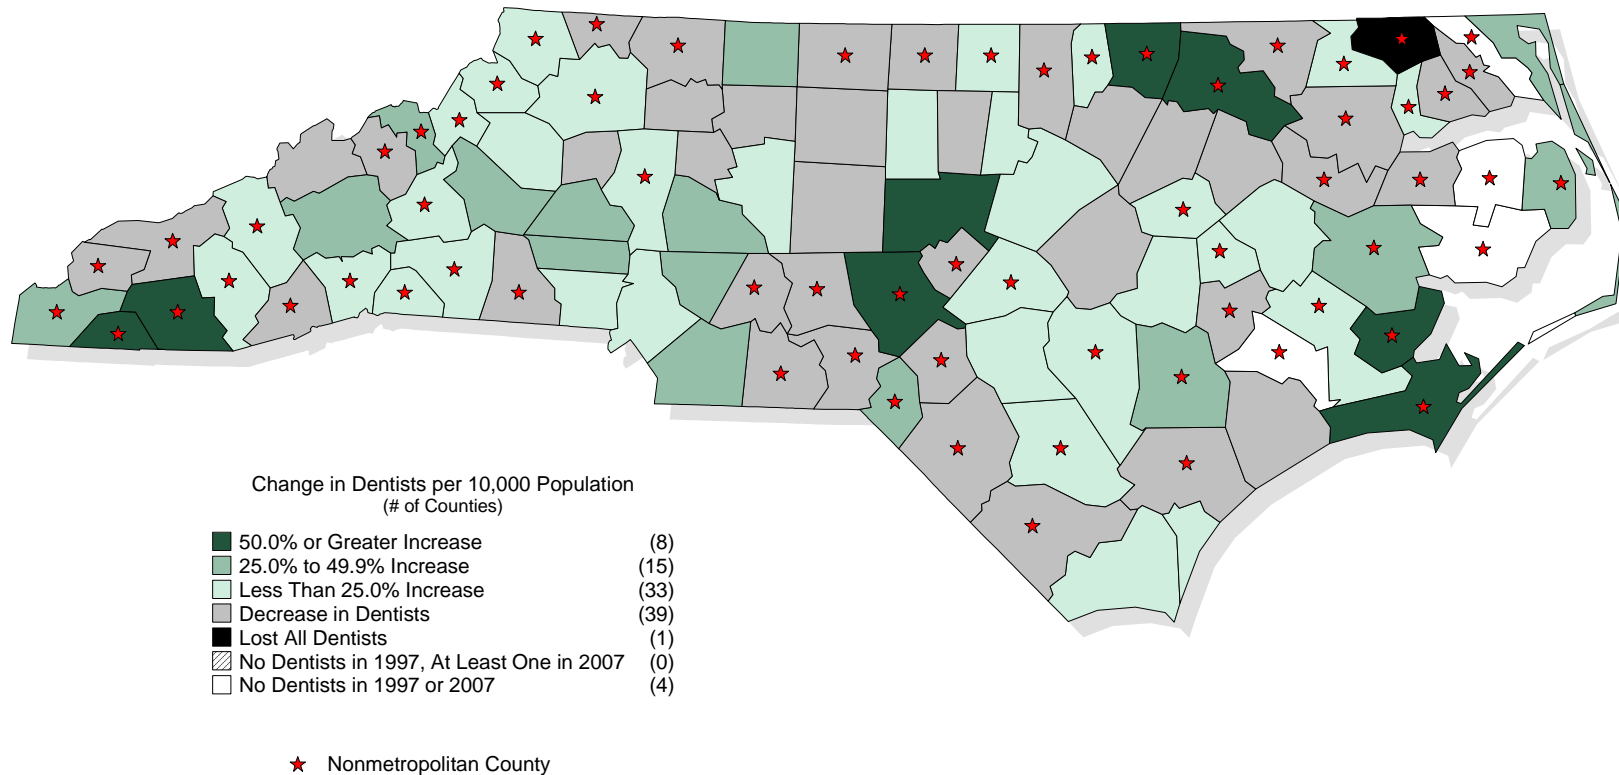 Change in Dentists per 10,000 Population
(# of Counties)
50.0% or Greater Increase (8)
25.0% to 49.9% Increase (15)
Less Than 25.0% Increase (33)
Decrease in Dentists (39)
Lost All Dentists (1)
No Dentists in 1997, At Least One in 2007 (0)
No Dentists in 1997 or 2007 (4)
Nonmetropolitan County